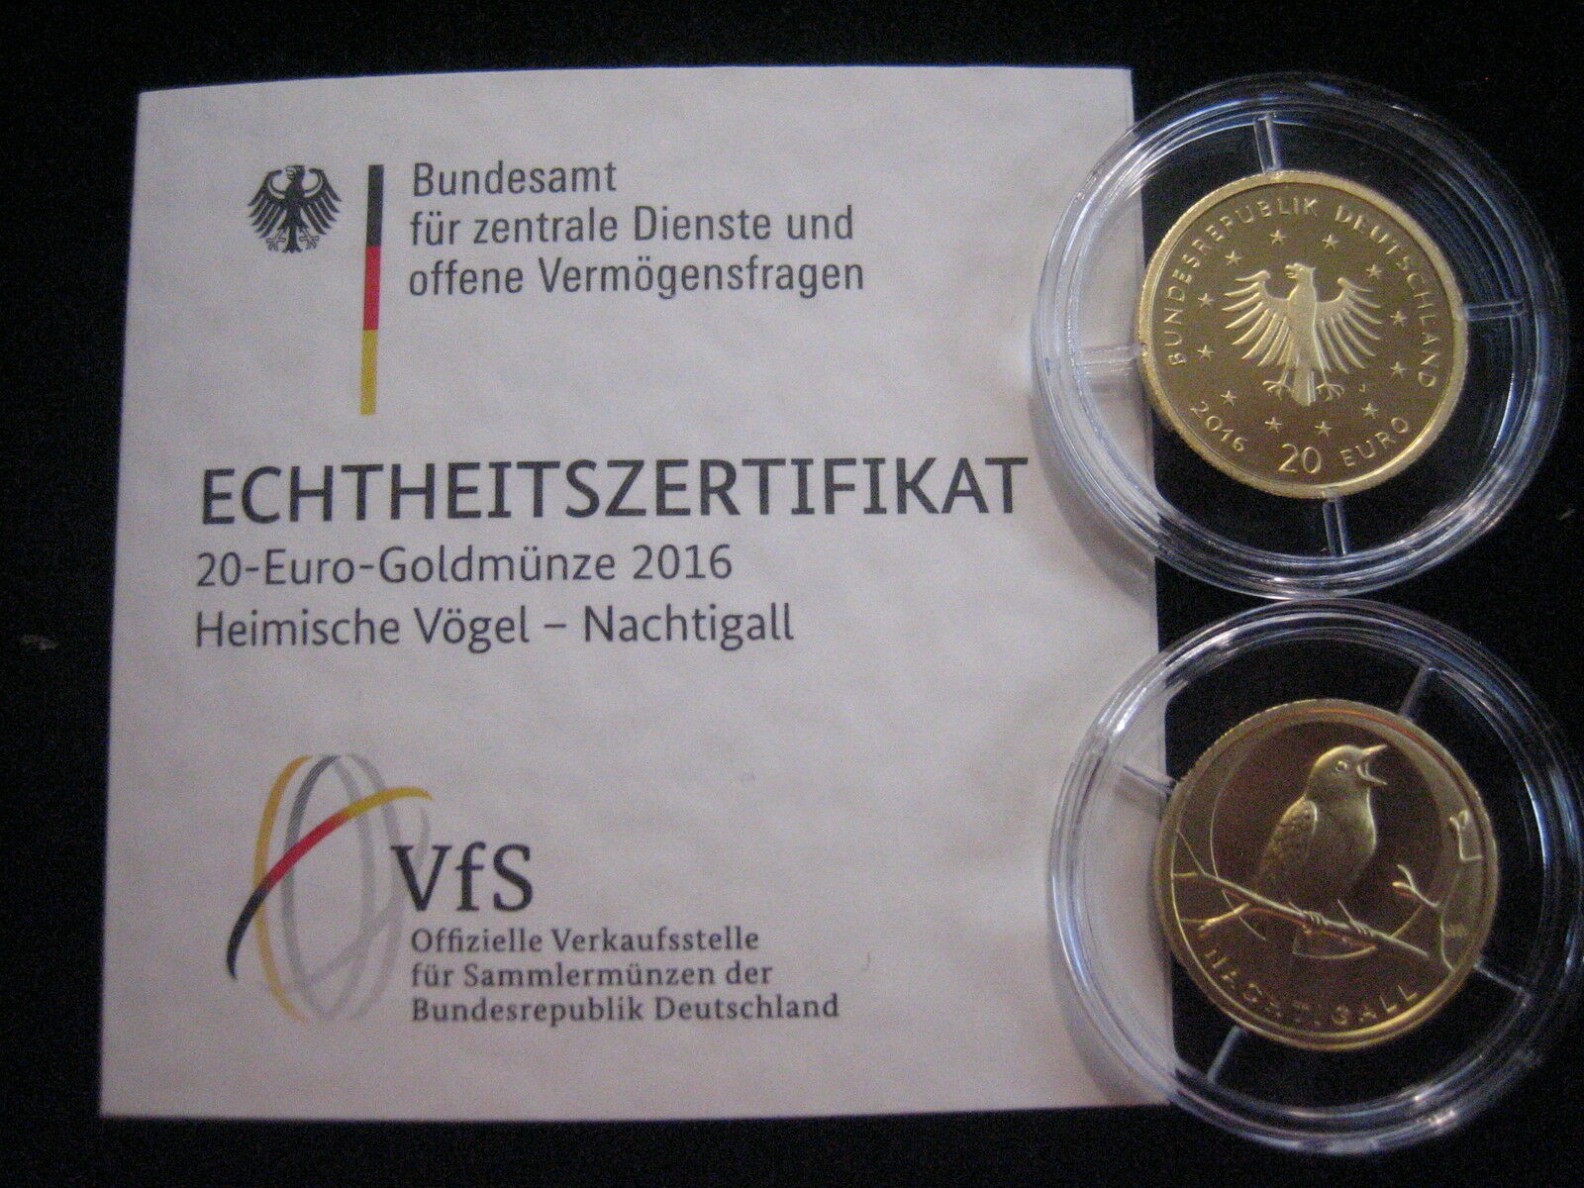 Bundesamt
für zentrale Dienste und
offene Vermögensfragen
ECHTHEITSZERTIFIKAT
20-Euro-Goldmünze 2016
Heimische Vögel – Nachtigall
VfS
Offizielle Verkaufsstelle
für Sammlermünzen der
Bundesrepublik Deutschland
BUNDESREPUBLIK DEUTSCHLAND
J
2016 20 EURO
NACHTIGALL